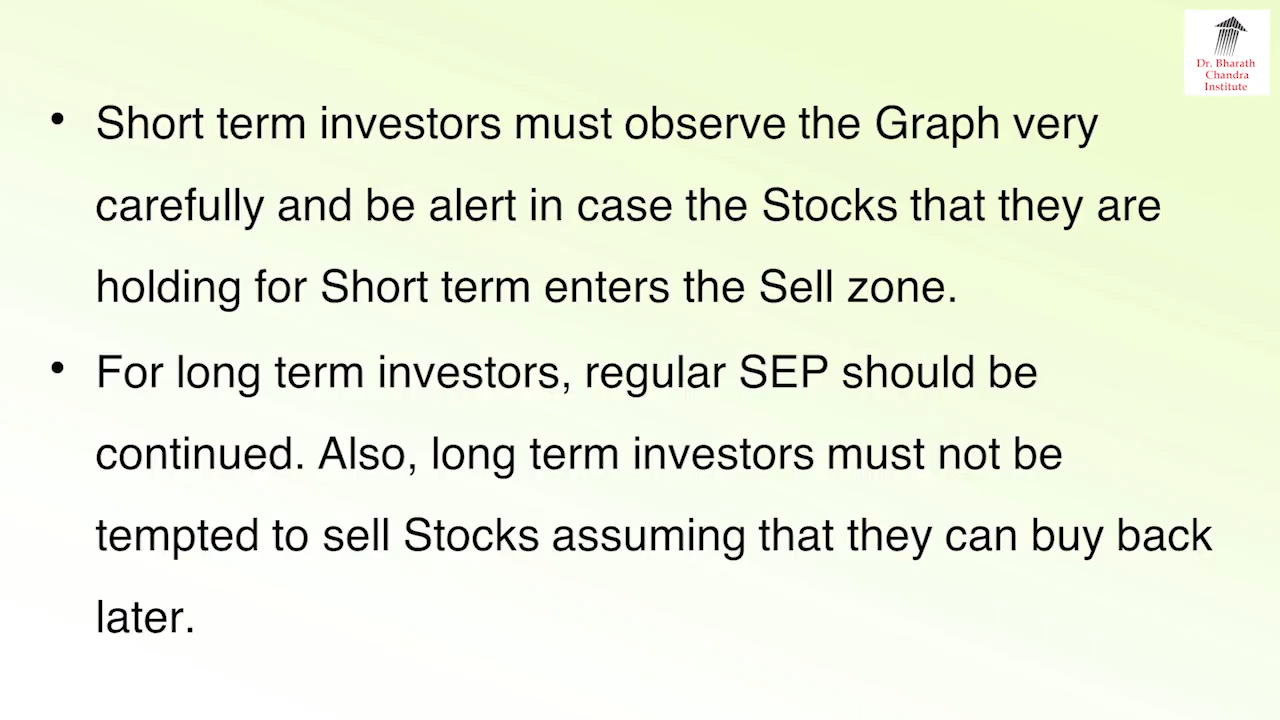 Dr. Bharath
Chandra
Institute
• Short term investors must observe the Graph very
carefully and be alert in case the Stocks that they are
holding for Short term enters the Sell zone.
• For long term investors, regular SEP should be
continued. Also, long term investors must not be
tempted to sell Stocks assuming that they can buy back
later.